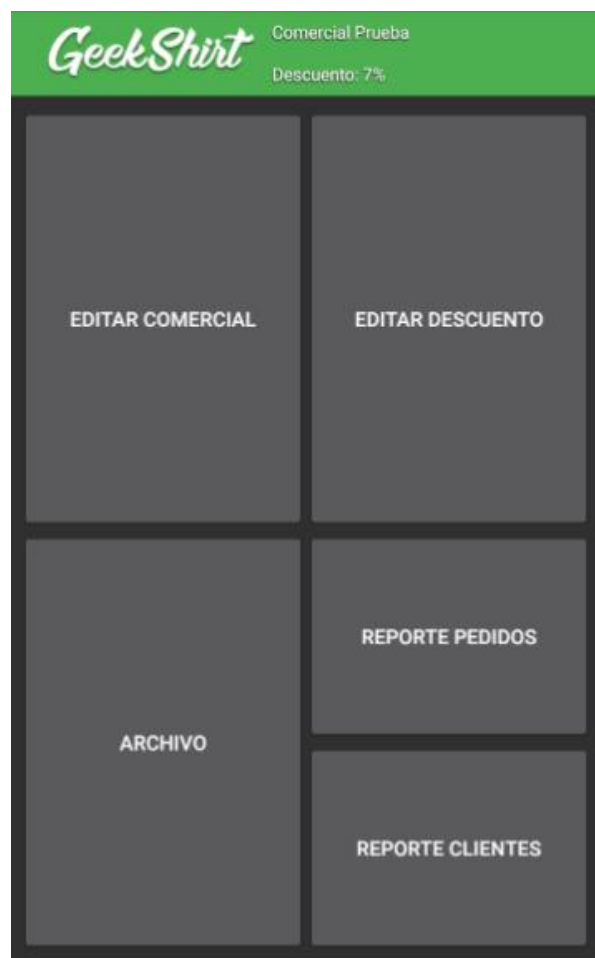 GeekShirt
Comercial Prueba
Descuento: 7%
EDITAR COMERCIAL
EDITAR DESCUENTO
ARCHIVO
REPORTE PEDIDOS
REPORTE CLIENTES